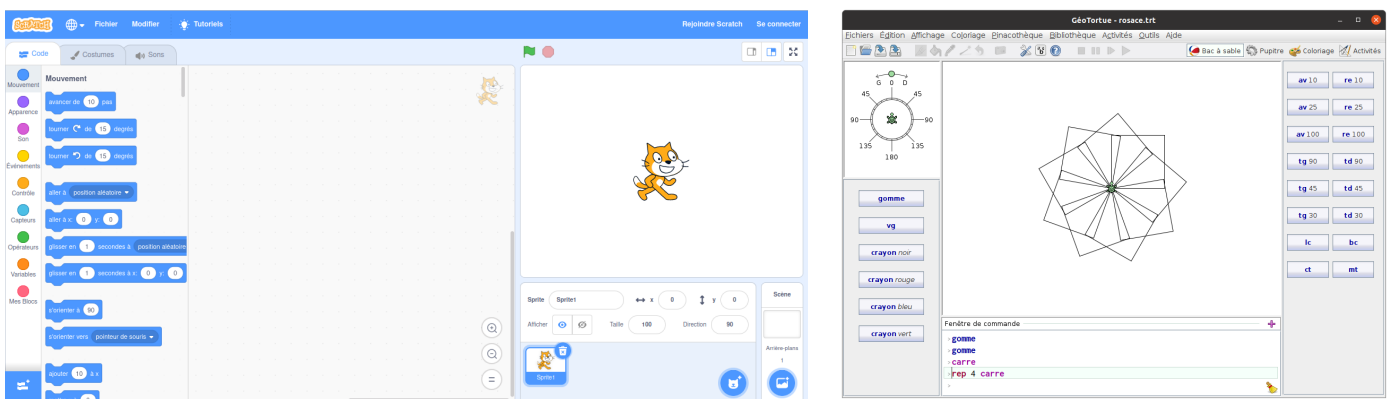 SCRATCH Fichier Modifier Tutoriels Rejoindre Scratch Se connecter
Code Costumes Sons
Mouvement
Apparence
Son
Événements
Contrôle
Capteurs
Opérateurs
Variables
Mes Blocs
Mouvement
avancer de 10 pas
tourner de 15 degrés
tourner de 15 degrés
aller à position aléatoire
aller à x: 0 y: 0
glisser en 1 secondes à position aléatoire
glisser en 1 secondes à x: 0 y: 0
s'orienter à 90
s'orienter vers pointeur de souris
ajouter 10 à x
Sprite Sprite1 x 0 y 0
Afficher Taille 100 Direction 90
Sprite1
Scène
Arrière-plans
1
GéoTortue - rosace.trt
Fichiers Édition Affichage Coloriage Pinacothèque Bibliothèque Activités Outils Aide
Bac à sable Pupitre Coloriage Activités
G 0 D
45 45
90 90
135 135
180
gomme
vg
crayon noir
crayon rouge
crayon bleu
crayon vert
Fenêtre de commande
gomme
gomme
carre
rep 4 carre
av 10 re 10
av 25 re 25
av 100 re 100
tg 90 td 90
tg 45 td 45
tg 30 td 30
lc bc
ct mt